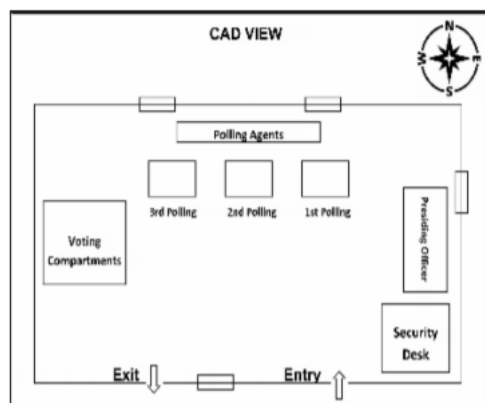 CAD VIEW
N
W
E
S
Polling Agents
3rd Polling
2nd Polling
1st Polling
Voting
Compartments
Presiding Officer
Security
Desk
Exit
Entry